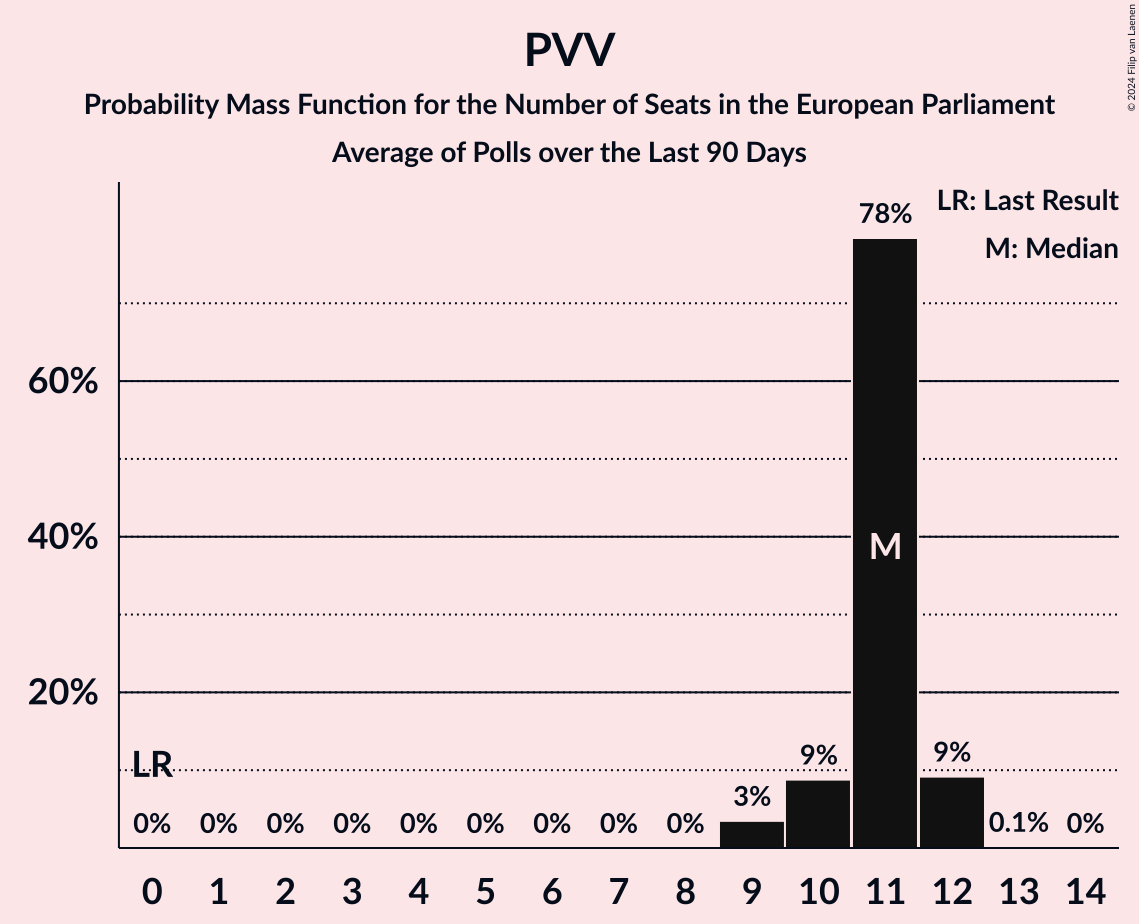 PVV
Probability Mass Function for the Number of Seats in the European Parliament
Average of Polls over the Last 90 Days
© 2024 Filip van Laenen
LR: Last Result
M: Median
78%
60%
40%
20%
M
LR
0% 0% 0% 0% 0% 0% 0% 0% 0% 3% 9% 9% 0.1% 0%
0 1 2 3 4 5 6 7 8 9 10 11 12 13 14